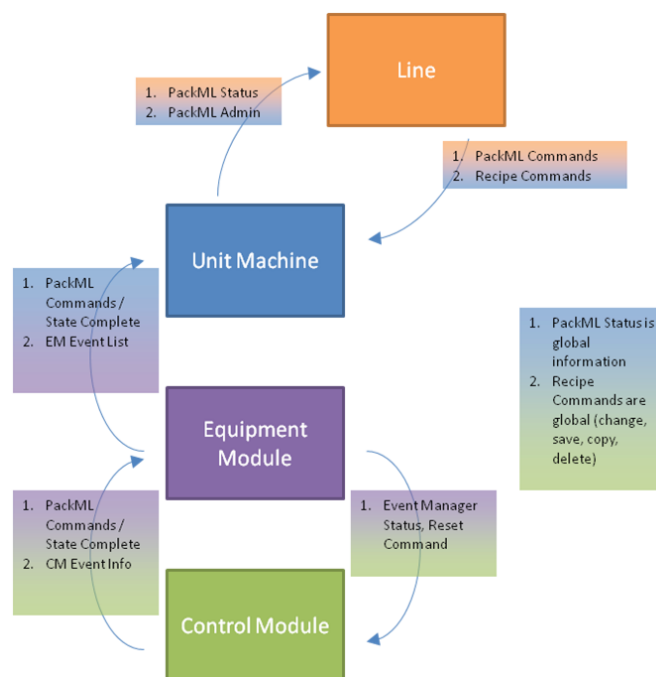 Line
1. PackML Status
2. PackML Admin
1. PackML Commands
2. Recipe Commands
Unit Machine
1. PackML
Commands /
State Complete
2. EM Event List
1. PackML Status is
global
information
2. Recipe
Commands are
global (change,
save, copy,
delete)
Equipment
Module
1. PackML
Commands /
State Complete
2. CM Event Info
1. Event Manager
Status, Reset
Command
Control Module